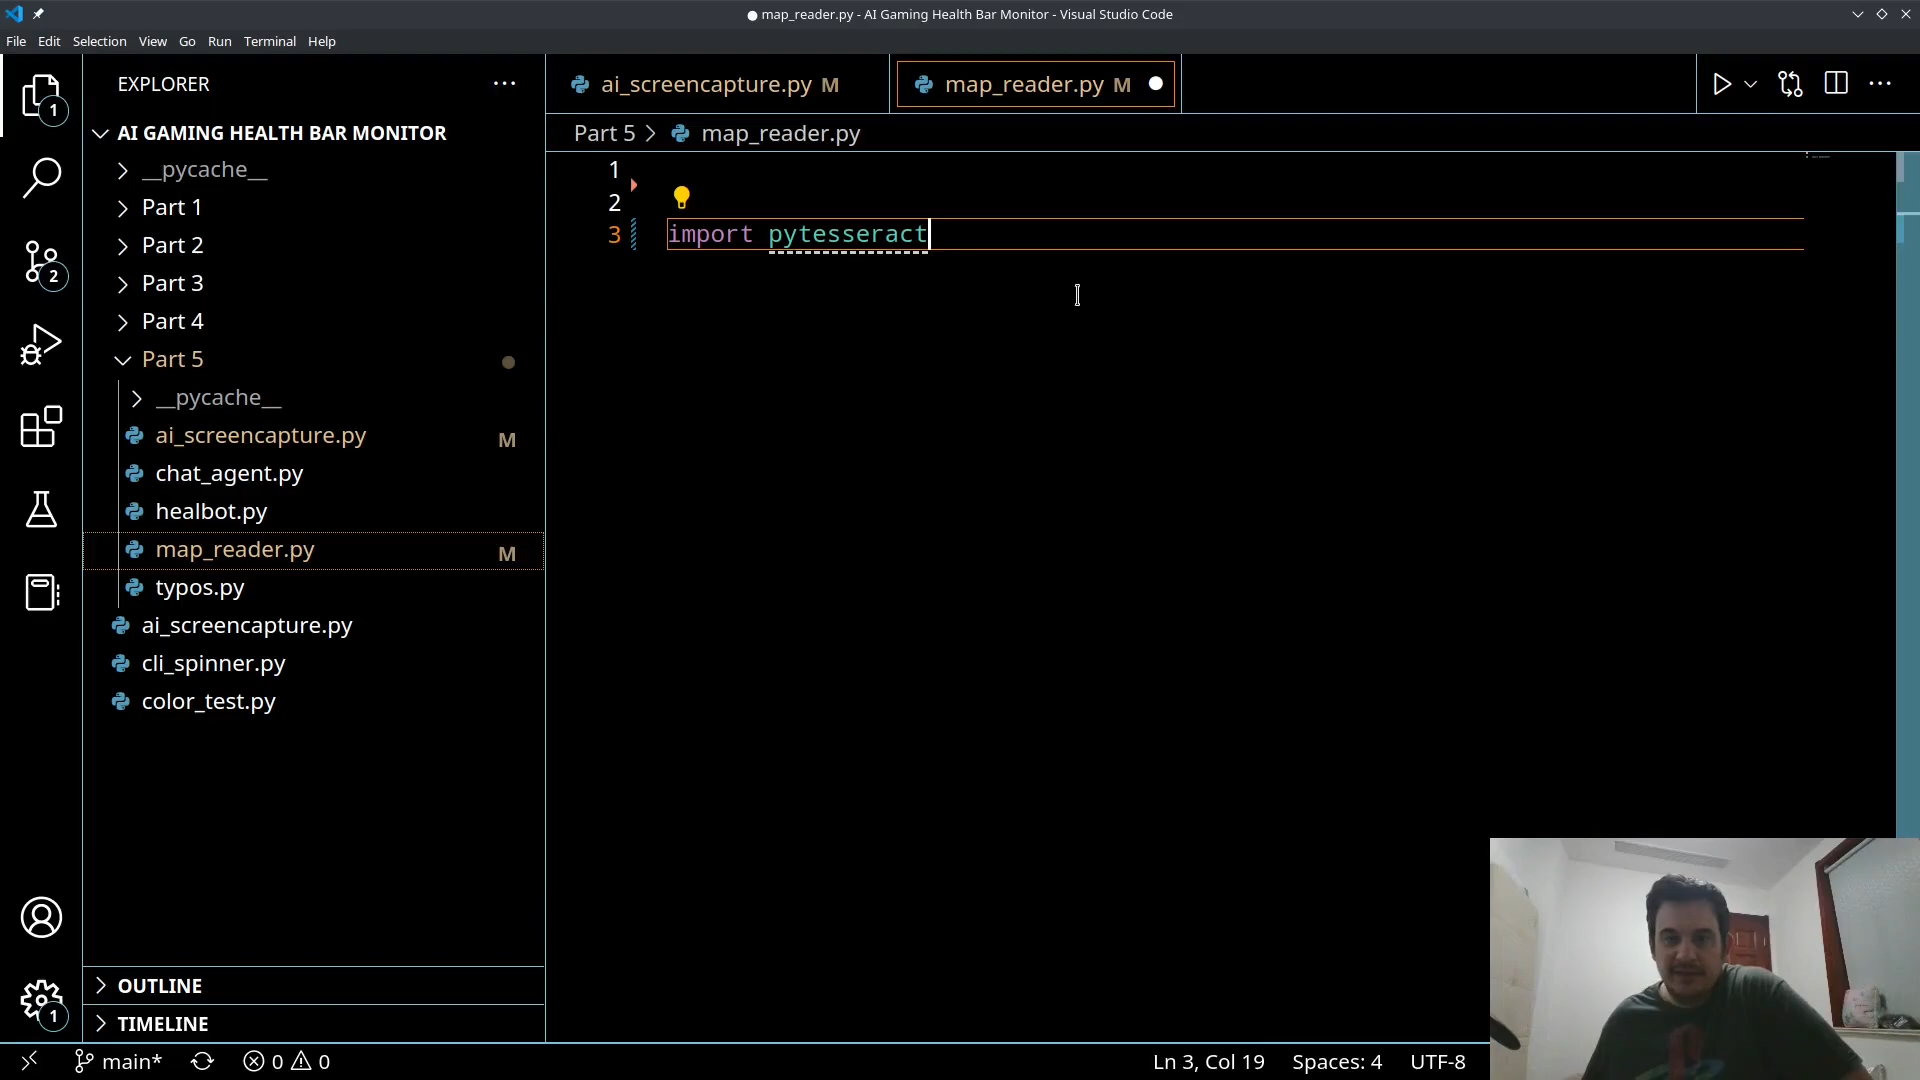 map_reader.py - AI Gaming Health Bar Monitor - Visual Studio Code
File Edit Selection View Go Run Terminal Help
EXPLORER
AI GAMING HEALTH BAR MONITOR
__pycache__
Part 1
Part 2
Part 3
Part 4
Part 5
__pycache__
ai_screencapture.py M
chat_agent.py
healbot.py
map_reader.py M
typos.py
ai_screencapture.py
cli_spinner.py
color_test.py
OUTLINE
TIMELINE
1
2
1
ai_screencapture.py M
map_reader.py M
Part 5 > map_reader.py
1
2
3 import pytesseract
main* 0 0
Ln 3, Col 19 Spaces: 4 UTF-8